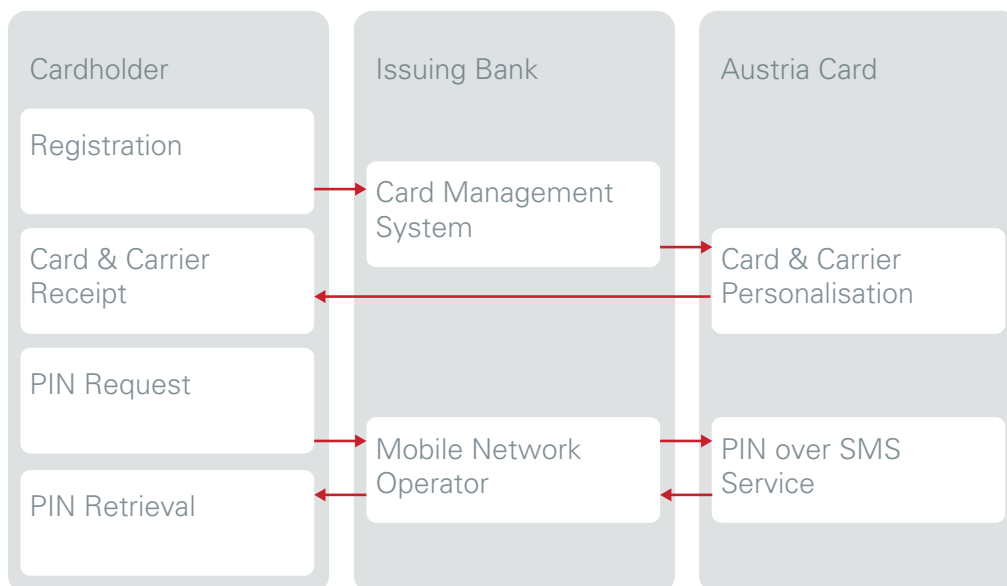 Cardholder
Issuing Bank
Austria Card
Registration
Card Management
System
Card & Carrier
Receipt
Card & Carrier
Personalisation
PIN Request
Mobile Network
Operator
PIN over SMS
Service
PIN Retrieval